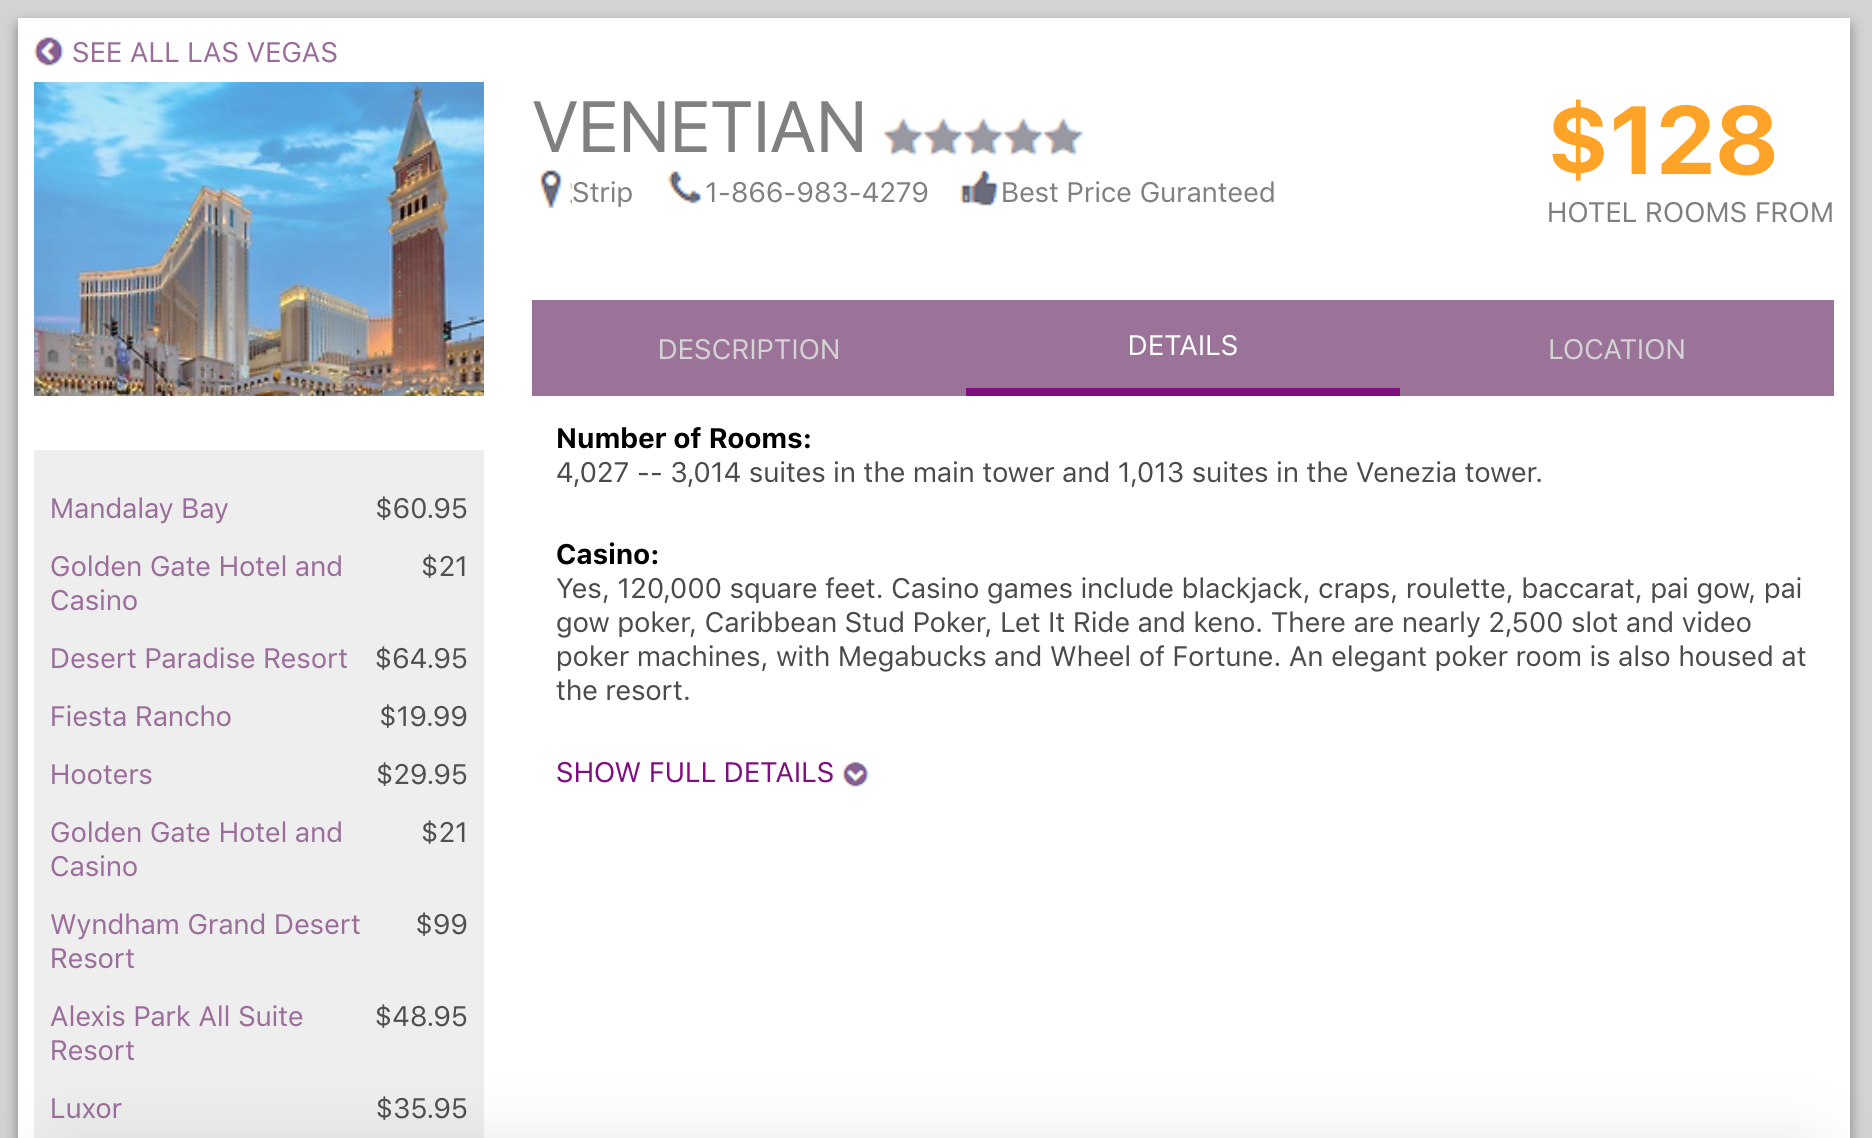 SEE ALL LAS VEGAS
VENETIAN
Strip
1-866-983-4279
Best Price Guranteed
$128
HOTEL ROOMS FROM
DESCRIPTION
DETAILS
LOCATION
Number of Rooms:
4,027 -- 3,014 suites in the main tower and 1,013 suites in the Venezia tower.
Casino:
Yes, 120,000 square feet. Casino games include blackjack, craps, roulette, baccarat, pai gow, pai
gow poker, Caribbean Stud Poker, Let It Ride and keno. There are nearly 2,500 slot and video
poker machines, with Megabucks and Wheel of Fortune. An elegant poker room is also housed at
the resort.
SHOW FULL DETAILS
Mandalay Bay $60.95
Golden Gate Hotel and $21
Casino
Desert Paradise Resort $64.95
Fiesta Rancho $19.99
Hooters $29.95
Golden Gate Hotel and $21
Casino
Wyndham Grand Desert $99
Resort
Alexis Park All Suite $48.95
Resort
Luxor $35.95